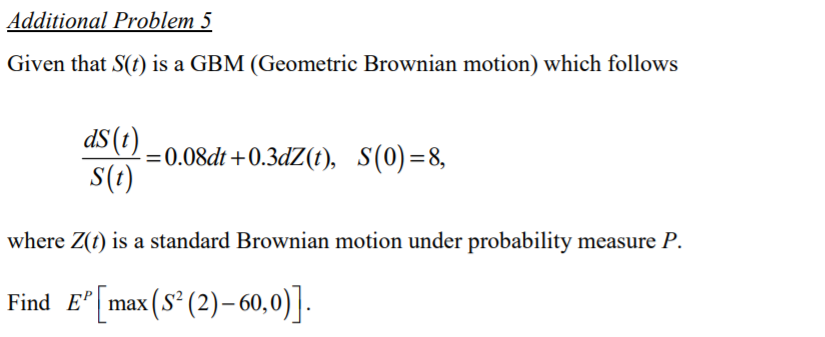 Additional Problem 5
Given that S(t) is a GBM (Geometric Brownian motion) which follows
dS(t)/S(t) = 0.08dt + 0.3dZ(t),   S(0) = 8,
where Z(t) is a standard Brownian motion under probability measure P.
Find E^P[max(S²(2) – 60, 0)].